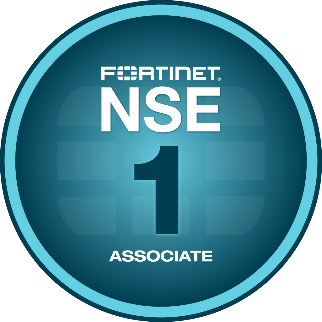 FORTINET®
NSE
1
ASSOCIATE